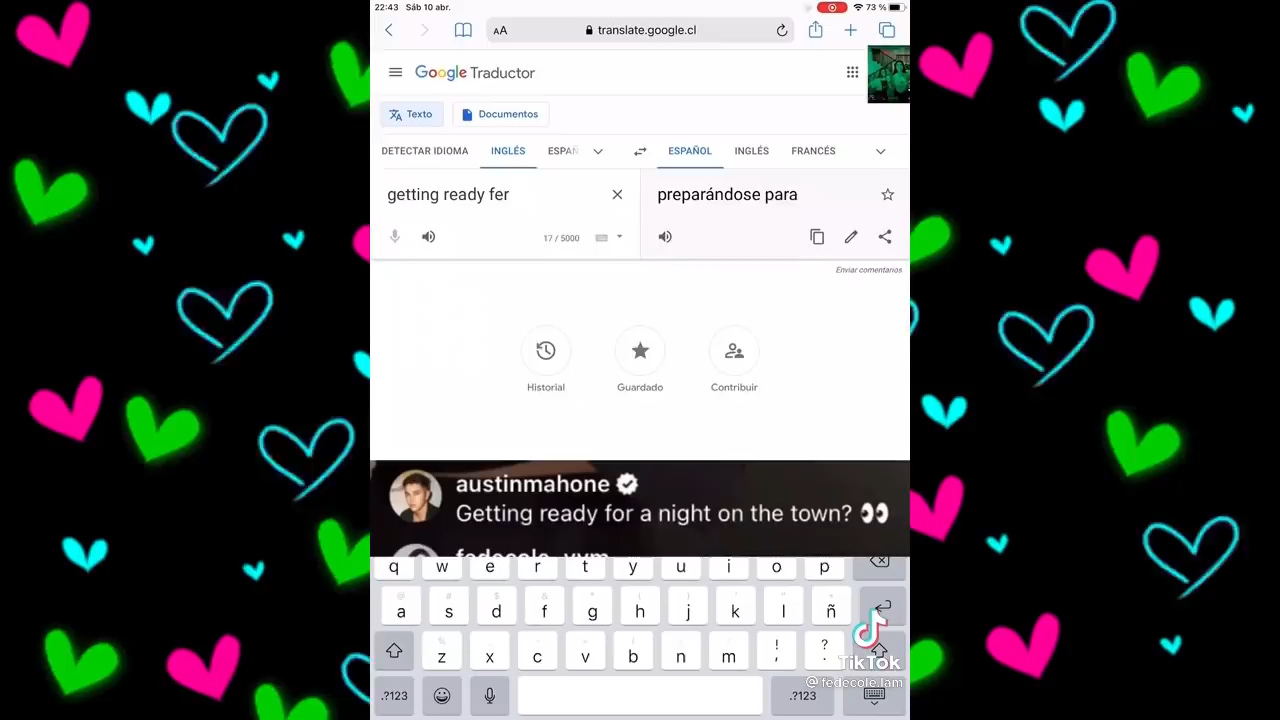 22:43 Sáb 10 abr. 73 %
AA translate.google.cl
Google Traductor
Texto Documentos
DETECTAR IDIOMA INGLÉS ESPAÑ ESPAÑOL INGLÉS FRANCÉS
getting ready fer preparándose para
17 / 5000
Enviar comentarios
Historial Guardado Contribuir
austinmahone
Getting ready for a night on the town? 👀
q w e r t y u i o p
a s d f g h j k l ñ
z x c v b n m ! , ? .
.?123 .?123
TikTok
@fedecole.lam